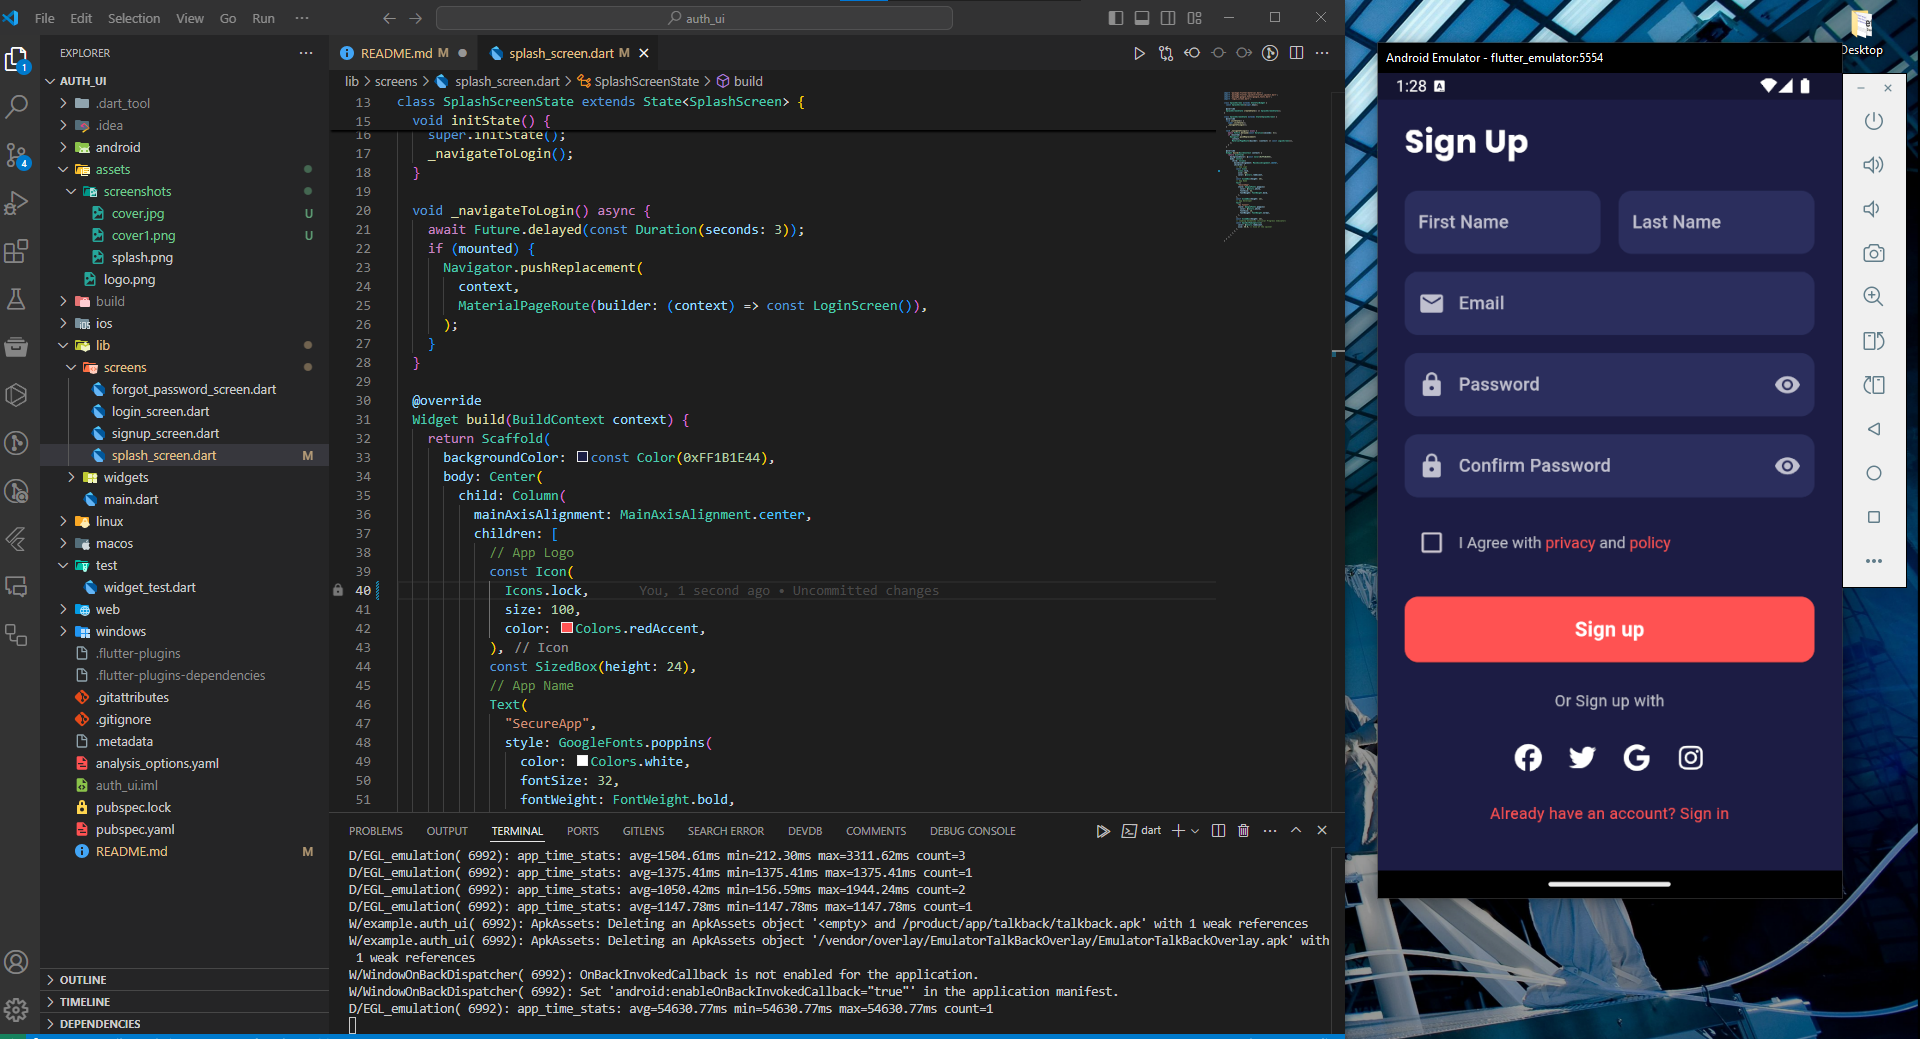 File Edit Selection View Go Run ···
auth_ui
EXPLORER
AUTH_UI
.dart_tool
.idea
android
assets
screenshots
cover.jpg U
cover1.png U
splash.png
logo.png
build
ios
lib
screens
forgot_password_screen.dart
login_screen.dart
signup_screen.dart
splash_screen.dart M
widgets
main.dart
linux
macos
test
widget_test.dart
web
windows
.flutter-plugins
.flutter-plugins-dependencies
.gitattributes
.gitignore
.metadata
analysis_options.yaml
auth_ui.iml
pubspec.lock
pubspec.yaml
README.md M
OUTLINE
TIMELINE
DEPENDENCIES
1
4
README.md M
splash_screen.dart M
lib > screens > splash_screen.dart > SplashScreenState > build
13 class SplashScreenState extends State<SplashScreen> {
15 void initState() {
16 super.initState();
17 _navigateToLogin();
18 }
19
20 void _navigateToLogin() async {
21 await Future.delayed(const Duration(seconds: 3));
22 if (mounted) {
23 Navigator.pushReplacement(
24 context,
25 MaterialPageRoute(builder: (context) => const LoginScreen()),
26 );
27 }
28 }
29
30 @override
31 Widget build(BuildContext context) {
32 return Scaffold(
33 backgroundColor: const Color(0xFF1B1E44),
34 body: Center(
35 child: Column(
36 mainAxisAlignment: MainAxisAlignment.center,
37 children: [
38 // App Logo
39 const Icon(
40 Icons.lock, You, 1 second ago • Uncommitted changes
41 size: 100,
42 color: Colors.redAccent,
43 ), // Icon
44 const SizedBox(height: 24),
45 // App Name
46 Text(
47 "SecureApp",
48 style: GoogleFonts.poppins(
49 color: Colors.white,
50 fontSize: 32,
51 fontWeight: FontWeight.bold,
PROBLEMS OUTPUT TERMINAL PORTS GITLENS SEARCH ERROR DEVDB COMMENTS DEBUG CONSOLE
dart
D/EGL_emulation( 6992): app_time_stats: avg=1504.61ms min=212.30ms max=3311.62ms count=3
D/EGL_emulation( 6992): app_time_stats: avg=1375.41ms min=1375.41ms max=1375.41ms count=1
D/EGL_emulation( 6992): app_time_stats: avg=1050.42ms min=156.59ms max=1944.24ms count=2
D/EGL_emulation( 6992): app_time_stats: avg=1147.78ms min=1147.78ms max=1147.78ms count=1
W/example.auth_ui( 6992): ApkAssets: Deleting an ApkAssets object '<empty> and /product/app/talkback/talkback.apk' with 1 weak references
W/example.auth_ui( 6992): ApkAssets: Deleting an ApkAssets object '/vendor/overlay/EmulatorTalkBackOverlay/EmulatorTalkBackOverlay.apk' with
1 weak references
W/WindowOnBackDispatcher( 6992): OnBackInvokedCallback is not enabled for the application.
W/WindowOnBackDispatcher( 6992): Set 'android:enableOnBackInvokedCallback="true"' in the application manifest.
D/EGL_emulation( 6992): app_time_stats: avg=54630.77ms min=54630.77ms max=54630.77ms count=1
Desktop
Android Emulator - flutter_emulator:5554
1:28 A
Sign Up
First Name Last Name
Email
Password
Confirm Password
I Agree with privacy and policy
Sign up
Or Sign up with
Already have an account? Sign in